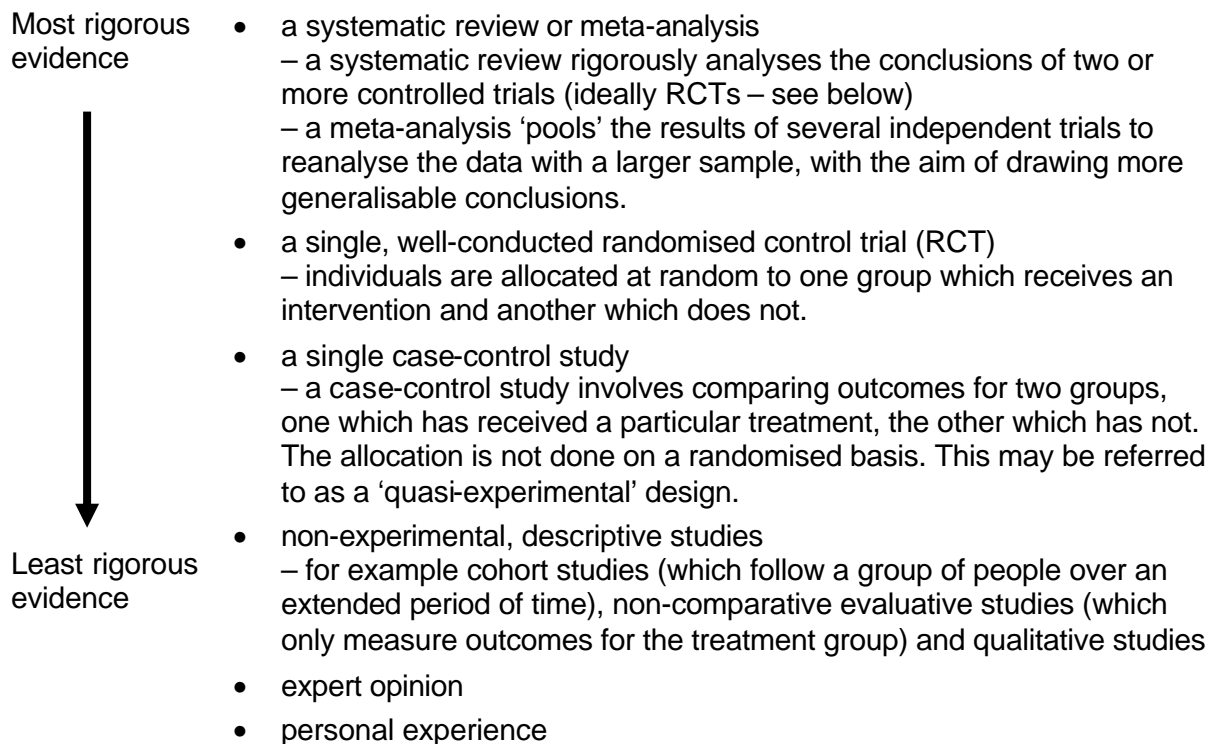 Most rigorous
evidence
• a systematic review or meta-analysis
– a systematic review rigorously analyses the conclusions of two or
more controlled trials (ideally RCTs – see below)
– a meta-analysis ‘pools’ the results of several independent trials to
reanalyse the data with a larger sample, with the aim of drawing more
generalisable conclusions.
• a single, well-conducted randomised control trial (RCT)
– individuals are allocated at random to one group which receives an
intervention and another which does not.
• a single case-control study
– a case-control study involves comparing outcomes for two groups,
one which has received a particular treatment, the other which has not.
The allocation is not done on a randomised basis. This may be referred
to as a ‘quasi-experimental’ design.
Least rigorous
evidence
• non-experimental, descriptive studies
– for example cohort studies (which follow a group of people over an
extended period of time), non-comparative evaluative studies (which
only measure outcomes for the treatment group) and qualitative studies
• expert opinion
• personal experience